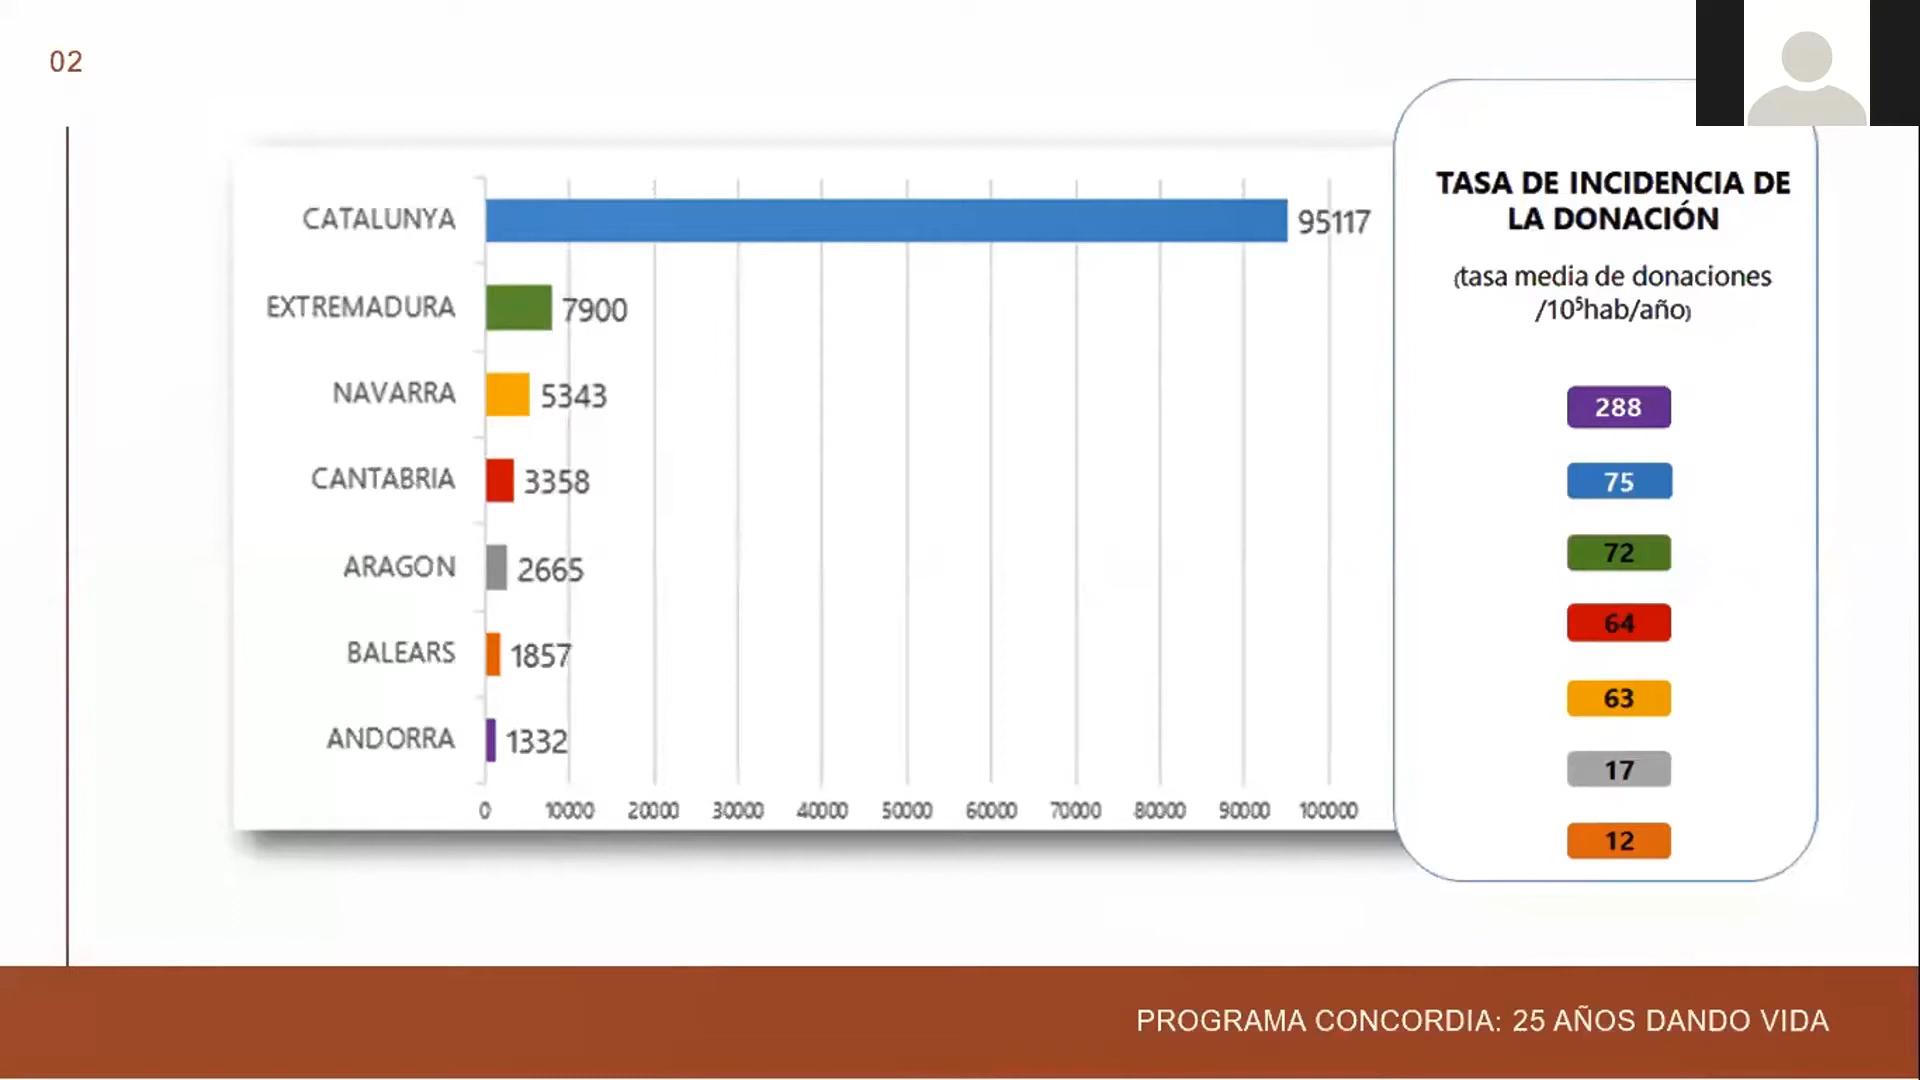 02
CATALUNYA 95117
EXTREMADURA 7900
NAVARRA 5343
CANTABRIA 3358
ARAGON 2665
BALEARS 1857
ANDORRA 1332
0 10000 20000 30000 40000 50000 60000 70000 80000 90000 100000
TASA DE INCIDENCIA DE
LA DONACIÓN
(tasa media de donaciones
/10⁵hab/año)
288
75
72
64
63
17
12
PROGRAMA CONCORDIA: 25 AÑOS DANDO VIDA